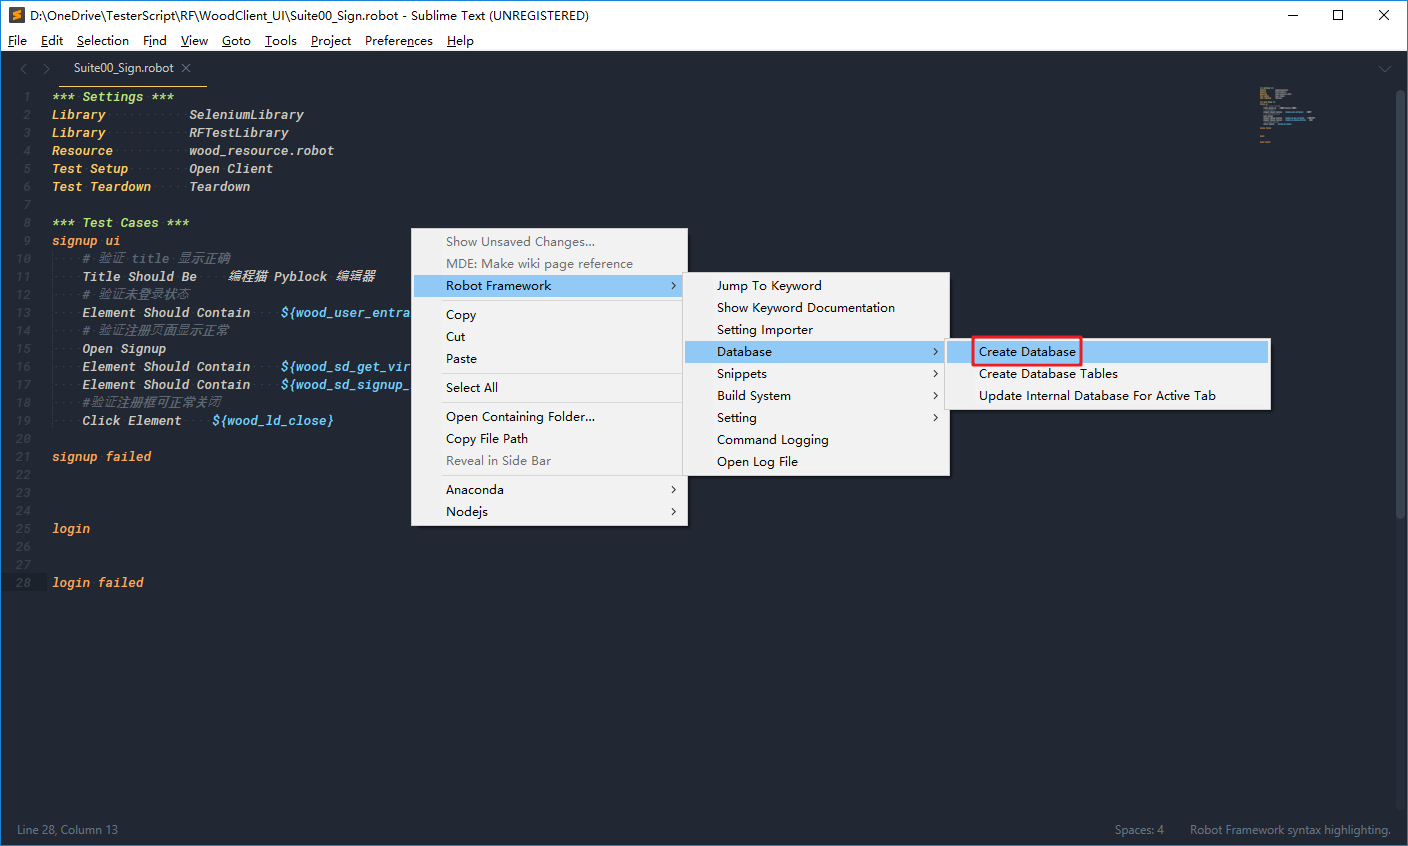 D:\OneDrive\TesterScript\RF\WoodClient_UI\Suite00_Sign.robot - Sublime Text (UNREGISTERED)
File Edit Selection Find View Goto Tools Project Preferences Help
Suite00_Sign.robot
1 *** Settings ***
2 Library SeleniumLibrary
3 Library RFTestLibrary
4 Resource wood_resource.robot
5 Test Setup Open Client
6 Test Teardown Teardown
7
8 *** Test Cases ***
9 signup ui
10 # 验证 title 显示正确
11 Title Should Be 编程猫 Pyblock 编辑器
12 # 验证未登录状态
13 Element Should Contain ${wood_user_entra
14 # 验证注册页面显示正常
15 Open Signup
16 Element Should Contain ${wood_sd_get_vir
17 Element Should Contain ${wood_sd_signup_
18 #验证注册框可正常关闭
19 Click Element ${wood_ld_close}
20
21 signup failed
22
23
24
25 login
26
27
28 login failed
Show Unsaved Changes...
MDE: Make wiki page reference
Robot Framework
Copy
Cut
Paste
Select All
Open Containing Folder...
Copy File Path
Reveal in Side Bar
Anaconda
Nodejs
Jump To Keyword
Show Keyword Documentation
Setting Importer
Database
Snippets
Build System
Setting
Command Logging
Open Log File
Create Database
Create Database Tables
Update Internal Database For Active Tab
Line 28, Column 13
Spaces: 4 Robot Framework syntax highlighting.